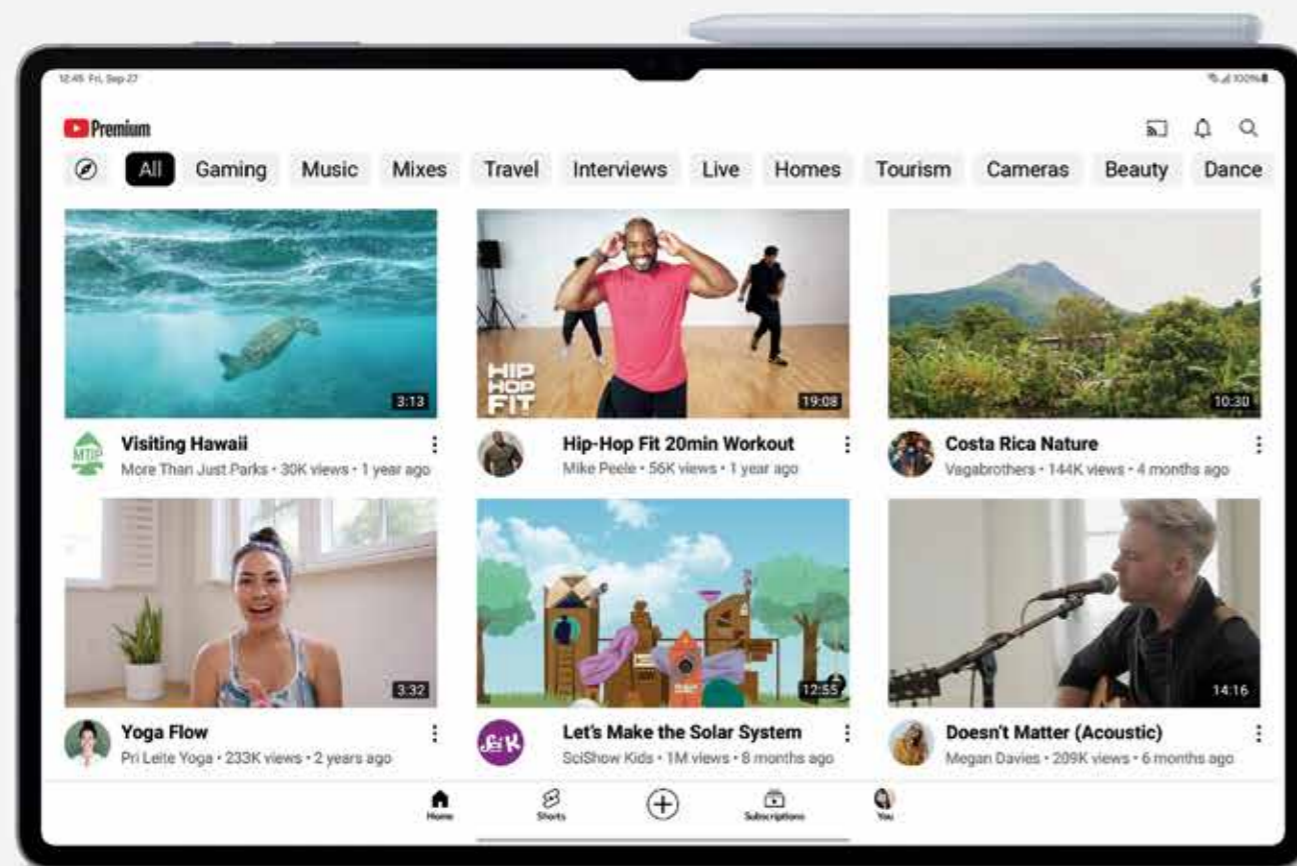 12:45 Fri, Sep 27
100%
Premium
All Gaming Music Mixes Travel Interviews Live Homes Tourism Cameras Beauty Dance
HIP
HOP
FIT
3:13
19:08
10:30
MTJP
Visiting Hawaii
More Than Just Parks • 30K views • 1 year ago
Hip-Hop Fit 20min Workout
Mike Peele • 56K views • 1 year ago
Costa Rica Nature
Vagabrothers • 144K views • 4 months ago
3:32
12:55
14:16
Yoga Flow
Pri Leite Yoga • 233K views • 2 years ago
Sci K
Let's Make the Solar System
SciShow Kids • 1M views • 8 months ago
Doesn't Matter (Acoustic)
Megan Davies • 209K views • 6 months ago
Home
Shorts
Subscriptions
You